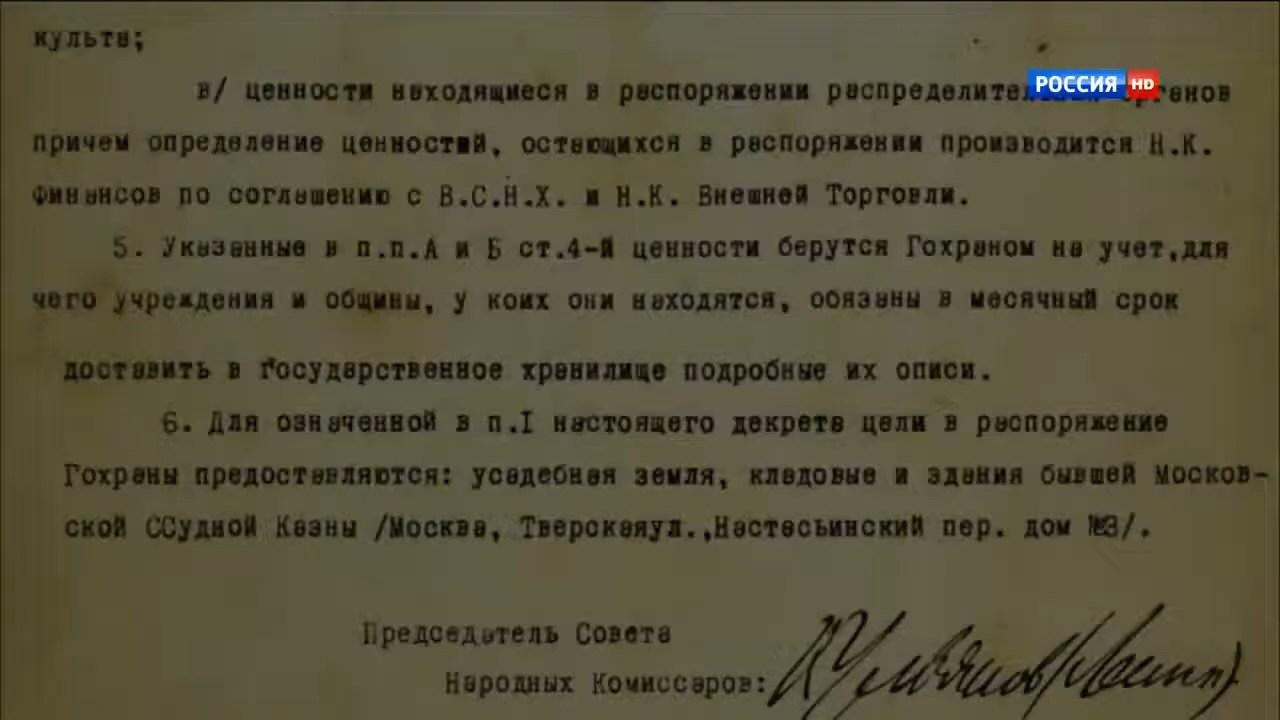 культа;
РОССИЯ HD
в/ ценности находящиеся в распоряжении органов
причем определение ценностей, остающихся в распоряжении производится Н.К.
Финансов по соглашению с В.С.Н.Х. и Н.К. Внешней Торговли.
5. Указанные в п.п.А и Б ст.4-й ценности берутся Гохраном на учет,для
чего учреждения и общины, у коих они находятся, обязаны в месячный срок
доставить в Государственное хранилище подробные их описи.
6. Для означенной в п.I настоящего декрета цели в распоряжение
Гохраны предоставляются: усадебная земля, кладовые и здания бывшей Москов-
ской ССудной Казны /Москва, Тверскаяул.,Настасьинский пер. дом №3/.
Председатель Совета
Народных Комиссаров: В Ульянов (Ленин)